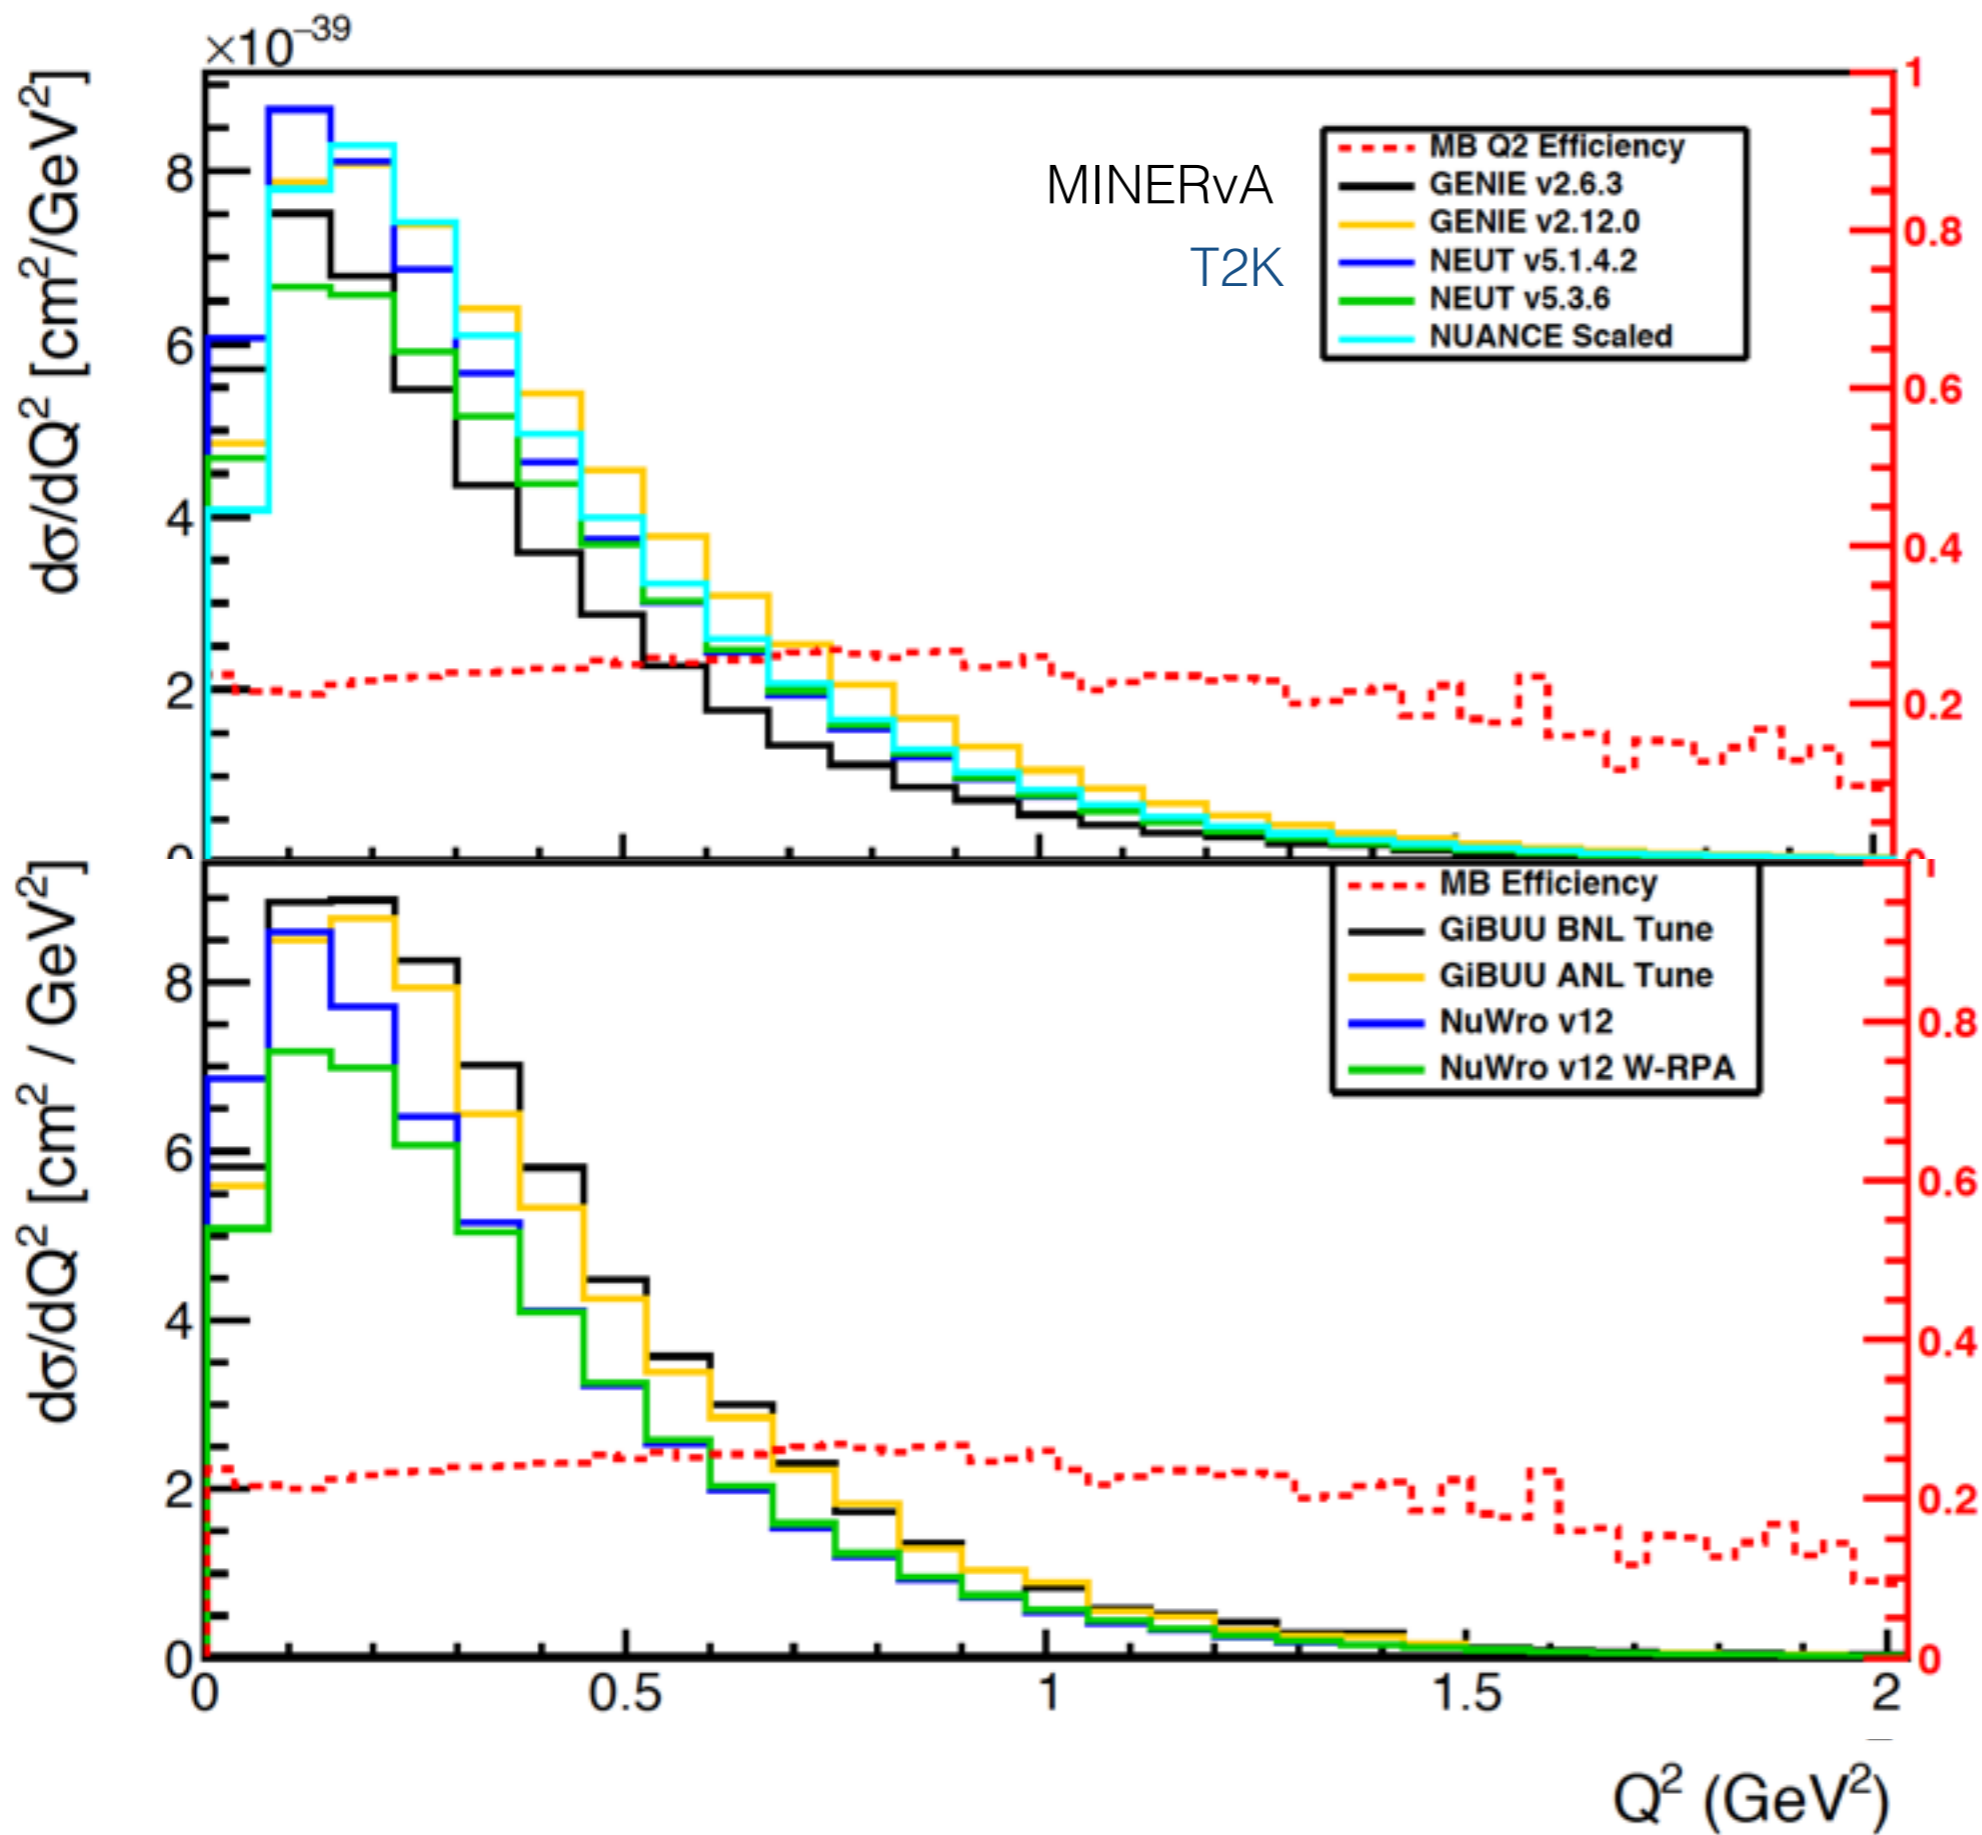 ×10⁻³⁹
dσ/dQ² [cm²/GeV²]
8
6
4
2
0
1
0.8
0.6
0.4
0.2
0
MINERvA
T2K
MB Q2 Efficiency
GENIE v2.6.3
GENIE v2.12.0
NEUT v5.1.4.2
NEUT v5.3.6
NUANCE Scaled
dσ/dQ² [cm² / GeV²]
8
6
4
2
0
1
0.8
0.6
0.4
0.2
0
MB Efficiency
GiBUU BNL Tune
GiBUU ANL Tune
NuWro v12
NuWro v12 W-RPA
0 0.5 1 1.5 2
Q² (GeV²)